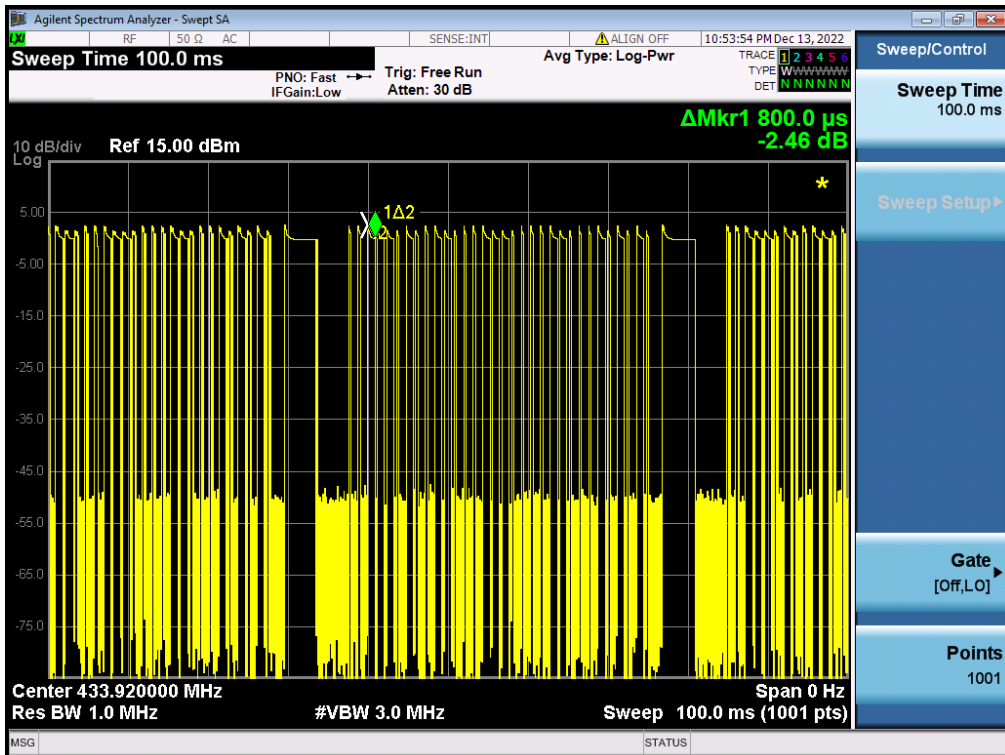 Agilent Spectrum Analyzer - Swept SA
LXI RF 50 Ω AC SENSE:INT ALIGN OFF 10:53:54 PM Dec 13, 2022
Sweep Time 100.0 ms
PNO: Fast
IFGain:Low
Trig: Free Run
Atten: 30 dB
Avg Type: Log-Pwr
TRACE 1 2 3 4 5 6
TYPE W W W W W W
DET N N N N N N
ΔMkr1 800.0 µs
-2.46 dB
10 dB/div Ref 15.00 dBm
Log
*
1Δ2
2
5.00
-5.00
-15.0
-25.0
-35.0
-45.0
-55.0
-65.0
-75.0
Center 433.920000 MHz Span 0 Hz
Res BW 1.0 MHz #VBW 3.0 MHz Sweep 100.0 ms (1001 pts)
MSG STATUS
Sweep/Control
Sweep Time
100.0 ms
Sweep Setup
Gate
[Off,LO]
Points
1001